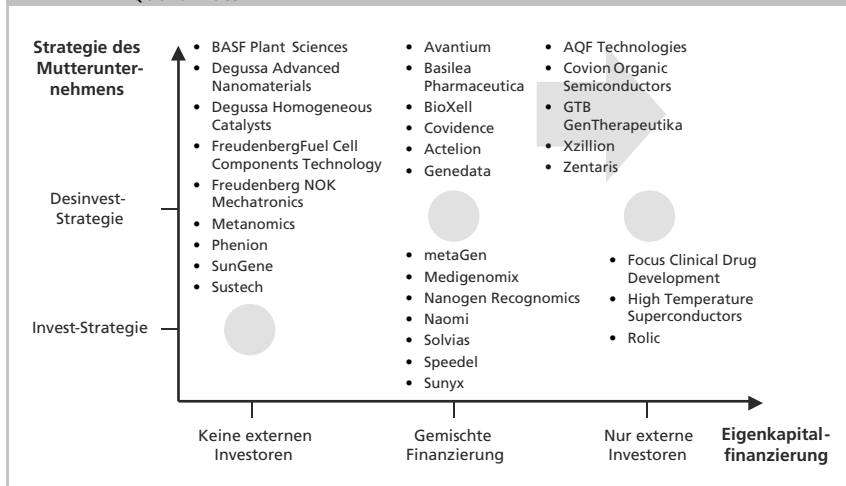 Strategie des
Mutterunter-
nehmens
Desinvest-
Strategie
Invest-Strategie
• BASF Plant Sciences
• Degussa Advanced
Nanomaterials
• Degussa Homogeneous
Catalysts
• FreudenbergFuel Cell
Components Technology
• Freudenberg NOK
Mechatronics
• Metanomics
• Phenion
• SunGene
• Sustech
• Avantium
• Basilea
Pharmaceutica
• BioXell
• Covidence
• Actelion
• Genedata
• metaGen
• Medigenomix
• Nanogen Recognomics
• Naomi
• Solvias
• Speedel
• Sunyx
• AQF Technologies
• Covion Organic
Semiconductors
• GTB
GenTherapeutika
• Xzillion
• Zentaris
• Focus Clinical Drug
Development
• High Temperature
Superconductors
• Rolic
Keine externen
Investoren
Gemischte
Finanzierung
Nur externe
Investoren
Eigenkapital-
finanzierung